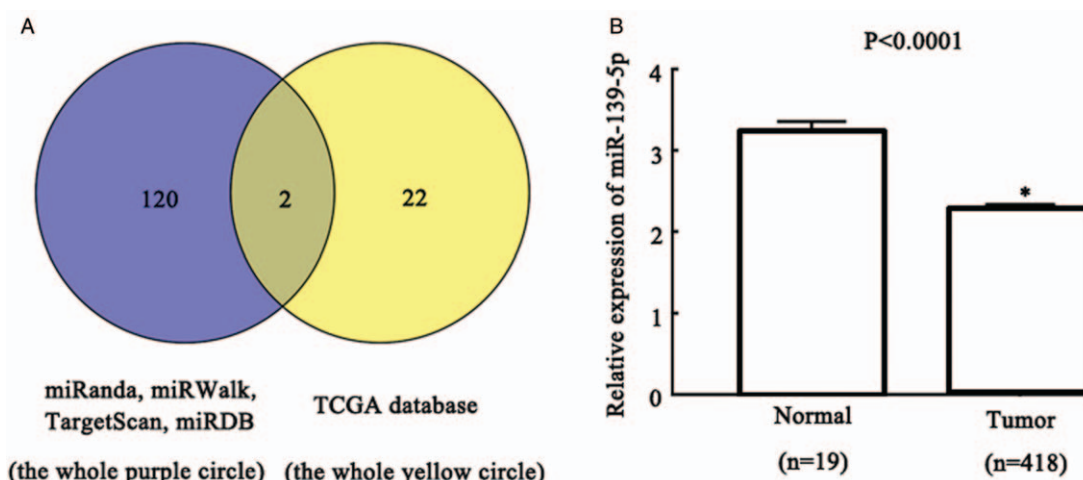 A
120
2
22
miRanda, miRWalk,
TargetScan, miRDB
TCGA database
(the whole purple circle)
(the whole yellow circle)
B
P<0.0001
Relative expression of miR-139-5p
4
3
2
1
0
*
Normal
Tumor
(n=19)
(n=418)